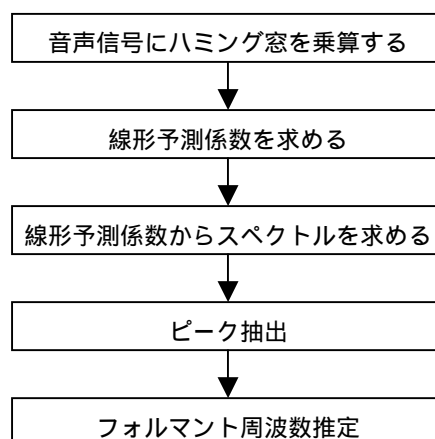 音声信号にハミング窓を乗算する
線形予測係数を求める
線形予測係数からスペクトルを求める
ピーク抽出
フォルマント周波数推定